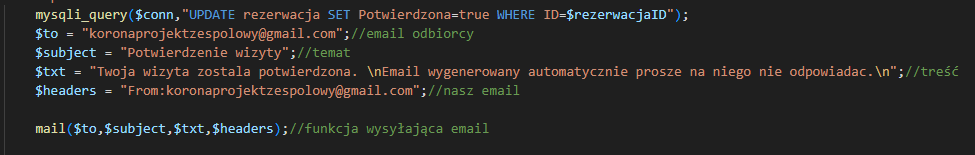 mysqli_query($conn,"UPDATE rezerwacja SET Potwierdzona=true WHERE ID=$rezerwacjaID");
$to = "koronaprojektzespolowy@gmail.com";//email odbiorcy
$subject = "Potwierdzenie wizyty";//temat
$txt = "Twoja wizyta zostala potwierdzona. \nEmail wygenerowany automatycznie prosze na niego nie odpowiadac.\n";//treść
$headers = "From:koronaprojektzespolowy@gmail.com";//nasz email
mail($to,$subject,$txt,$headers);//funkcja wysyłająca email